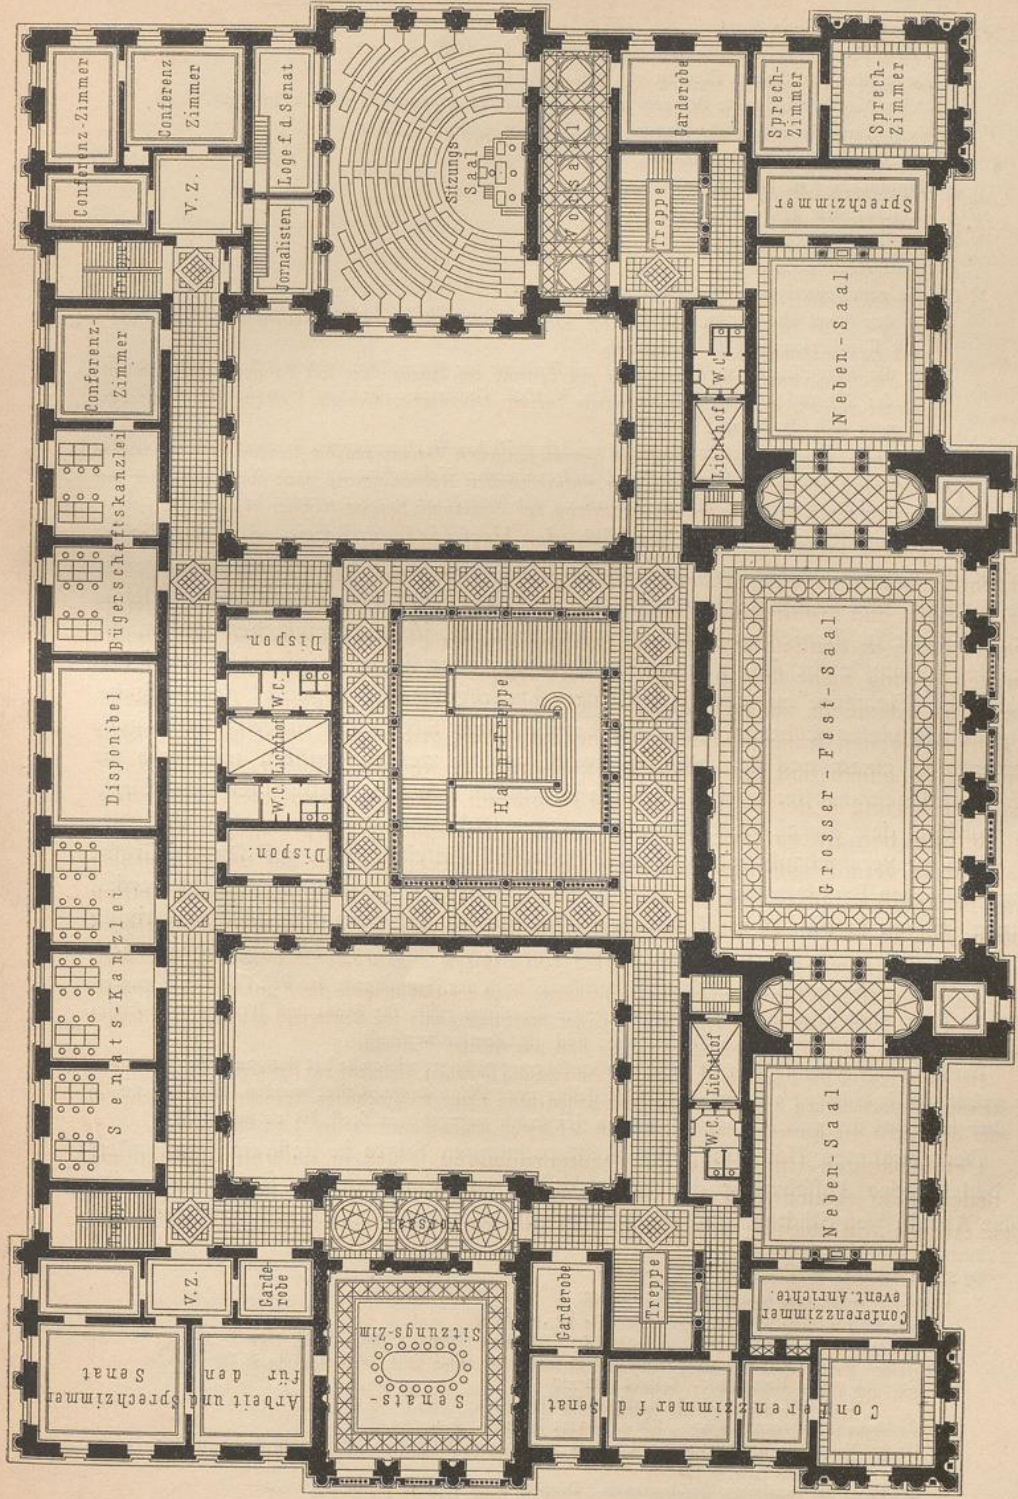 Conferenz-Zimmer
Conferenz
Zimmer
Loge f. d. Senat
Sitzungs
Saal
Vor Saal
Garderobe
Sprech-
Zimmer
Sprech-
Zimmer
V. Z.
Jornalisten
Treppe
Sprechzimmer
Treppe
Conferenz-
Zimmer
W. C.
Neben-Saal
Lichthof
Bügerschaftskanzlei
Dispon.
W.C.
Disponibel
Lichthof
Haupt Treppe
Grosser-Fest-Saal
W.C.
Dispon.
Senats-Kanzlei
Lichthof
W.C.
Neben-Saal
Treppe
Vorsaal
V.Z.
Garde-
robe
Garderobe
Treppe
Conferenzzimmer
event. Anrichte.
Arbeit und Sprechzimmer
für den Senat
Senats-
Sitzungs-Zim
Conferenzzimmer f d Senat